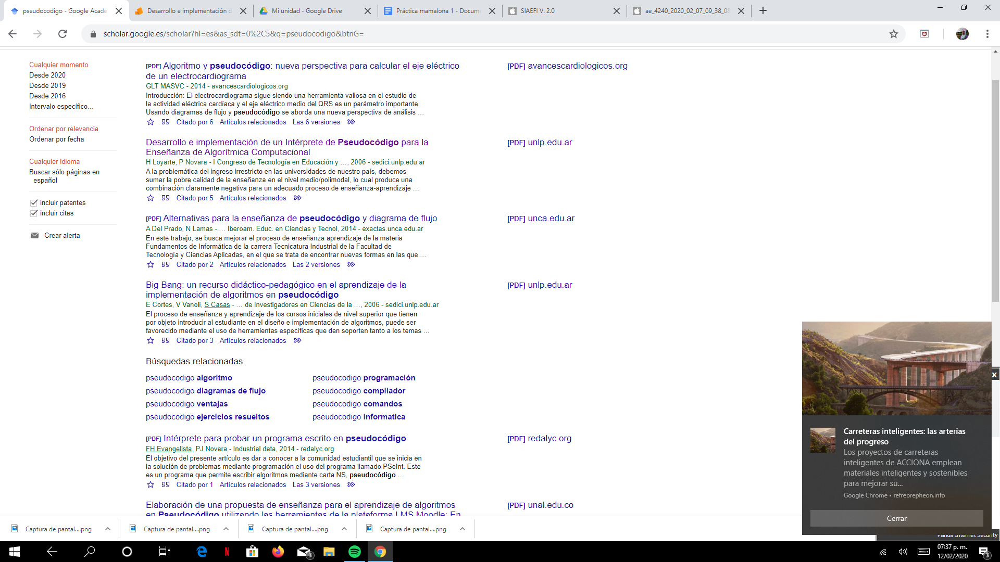 pseudocodigo - Google Acadé
Desarrollo e implementación d
Mi unidad - Google Drive
Práctica mamalona 1 - Docume
SIAEFI V. 2.0
ae_4240_2020_02_07_09_38_08
scholar.google.es/scholar?hl=es&as_sdt=0%2C5&q=pseudocodigo&btnG=
Cualquier momento
Desde 2020
Desde 2019
Desde 2016
Intervalo específico...
Ordenar por relevancia
Ordenar por fecha
Cualquier idioma
Buscar sólo páginas en
español
incluir patentes
incluir citas
Crear alerta
[PDF] Algoritmo y pseudocódigo: nueva perspectiva para calcular el eje eléctrico
de un electrocardiograma
GLT MASVC - 2014 - avancescardiologicos.org
Introducción: El electrocardiograma sigue siendo una herramienta valiosa en el estudio de
la actividad eléctrica cardíaca y el eje eléctrico medio del QRS es un parámetro importante.
Usando diagramas de flujo y pseudocódigo se aborda una nueva perspectiva de análisis …
Citado por 6 Artículos relacionados Las 6 versiones
[PDF] avancescardiologicos.org
Desarrollo e implementación de un Intérprete de Pseudocódigo para la
Enseñanza de Algorítmica Computacional
H Loyarte, P Novara - I Congreso de Tecnología en Educación y …, 2006 - sedici.unlp.edu.ar
A la problemática del ingreso irrestricto en las universidades de nuestro país, debemos
sumar la pobre calidad de la enseñanza en el nivel medio/polimodal, lo cual produce una
combinación claramente negativa para un adecuado proceso de enseñanza-aprendizaje …
Citado por 5 Artículos relacionados
[PDF] unlp.edu.ar
[PDF] Alternativas para la enseñanza de pseudocódigo y diagrama de flujo
A Del Prado, N Lamas - … Iberoam. Educ. en Ciencias y Tecnol, 2014 - exactas.unca.edu.ar
En este trabajo, se busca mejorar el proceso de enseñanza aprendizaje de la materia
Fundamentos de Informática de la carrera Tecnicatura Industrial de la Facultad de
Tecnología y Ciencias Aplicadas, en el que se trata de encontrar nuevas formas en las que …
Citado por 2 Artículos relacionados Las 2 versiones
[PDF] unca.edu.ar
Big Bang: un recurso didáctico-pedagógico en el aprendizaje de la
implementación de algoritmos en pseudocódigo
E Cortes, V Vanoli, S Casas - … de Investigadores en Ciencias de la …, 2006 - sedici.unlp.edu.ar
El proceso de enseñanza y aprendizaje de los cursos iniciales de nivel superior que tienen
por objeto introducir al estudiante en el diseño e implementación de algoritmos, puede ser
favorecido mediante el uso de herramientas específicas que den soporten tanto a los temas …
Citado por 3 Artículos relacionados
[PDF] unlp.edu.ar
Búsquedas relacionadas
pseudocodigo algoritmo
pseudocodigo programación
pseudocodigo diagramas de flujo
pseudocodigo compilador
pseudocodigo ventajas
pseudocodigo comandos
pseudocodigo ejercicios resueltos
pseudocodigo informatica
[PDF] Intérprete para probar un programa escrito en pseudocódigo
FH Evangelista, PJ Novara - Industrial data, 2014 - redalyc.org
El objetivo del presente artículo es dar a conocer a la comunidad estudiantil que se inicia en
la solución de problemas mediante programación el uso del programa llamado PSeInt. Este
es un programa que permite escribir algoritmos mediante carta NS, pseudocódigo …
Citado por 1 Artículos relacionados Las 3 versiones
[PDF] redalyc.org
Elaboración de una propuesta de enseñanza para el aprendizaje de algoritmos
en Pseudocódigo utilizando las herramientas de la plataforma LMS Moodle: En
[PDF] unal.edu.co
x
Carreteras inteligentes: las arterias
del progreso
Los proyectos de carreteras
inteligentes de ACCIONA emplean
materiales inteligentes y sostenibles
para mejorar su...
Google Chrome • refrebrepheon.info
Cerrar
Panda Internet Security
Captura de pantal....png
Captura de pantal....png
Captura de pantal....png
Captura de pantal....png
3
07:37 p. m.
12/02/2020
3